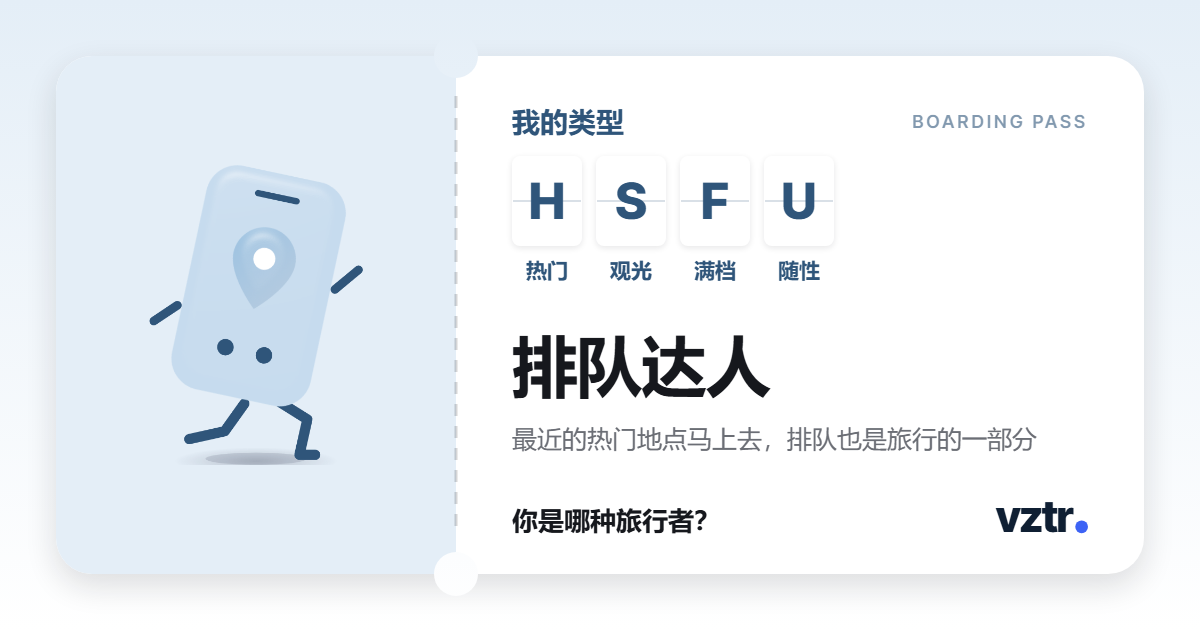 我的类型
BOARDING PASS
H S F U
热门 观光 满档 随性
排队达人
最近的热门地点马上去，排队也是旅行的一部分
你是哪种旅行者？
vztr.